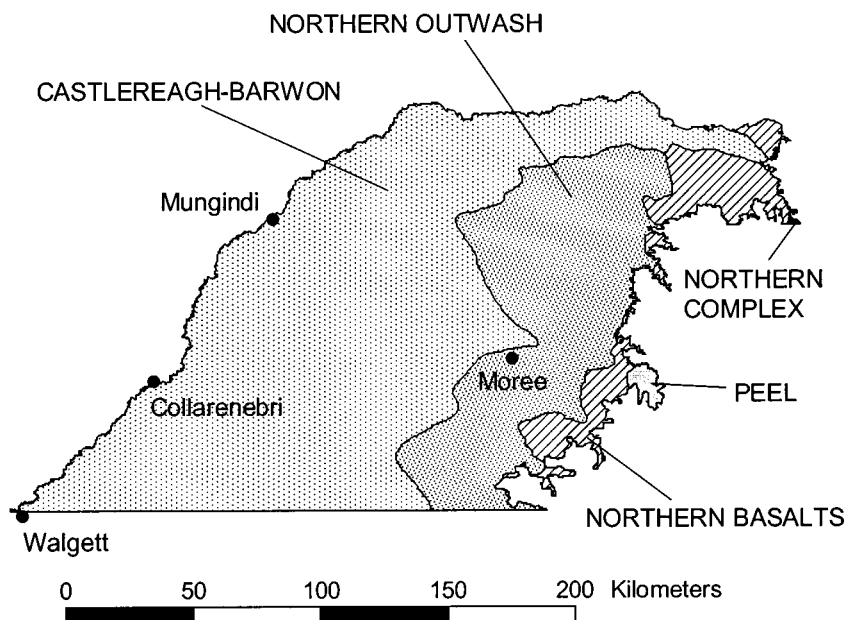 NORTHERN OUTWASH
CASTLEREAGH-BARWON
Mungindi
NORTHERN
COMPLEX
Moree
Collarenebri
PEEL
NORTHERN BASALTS
Walgett
0 50 100 150 200 Kilometers